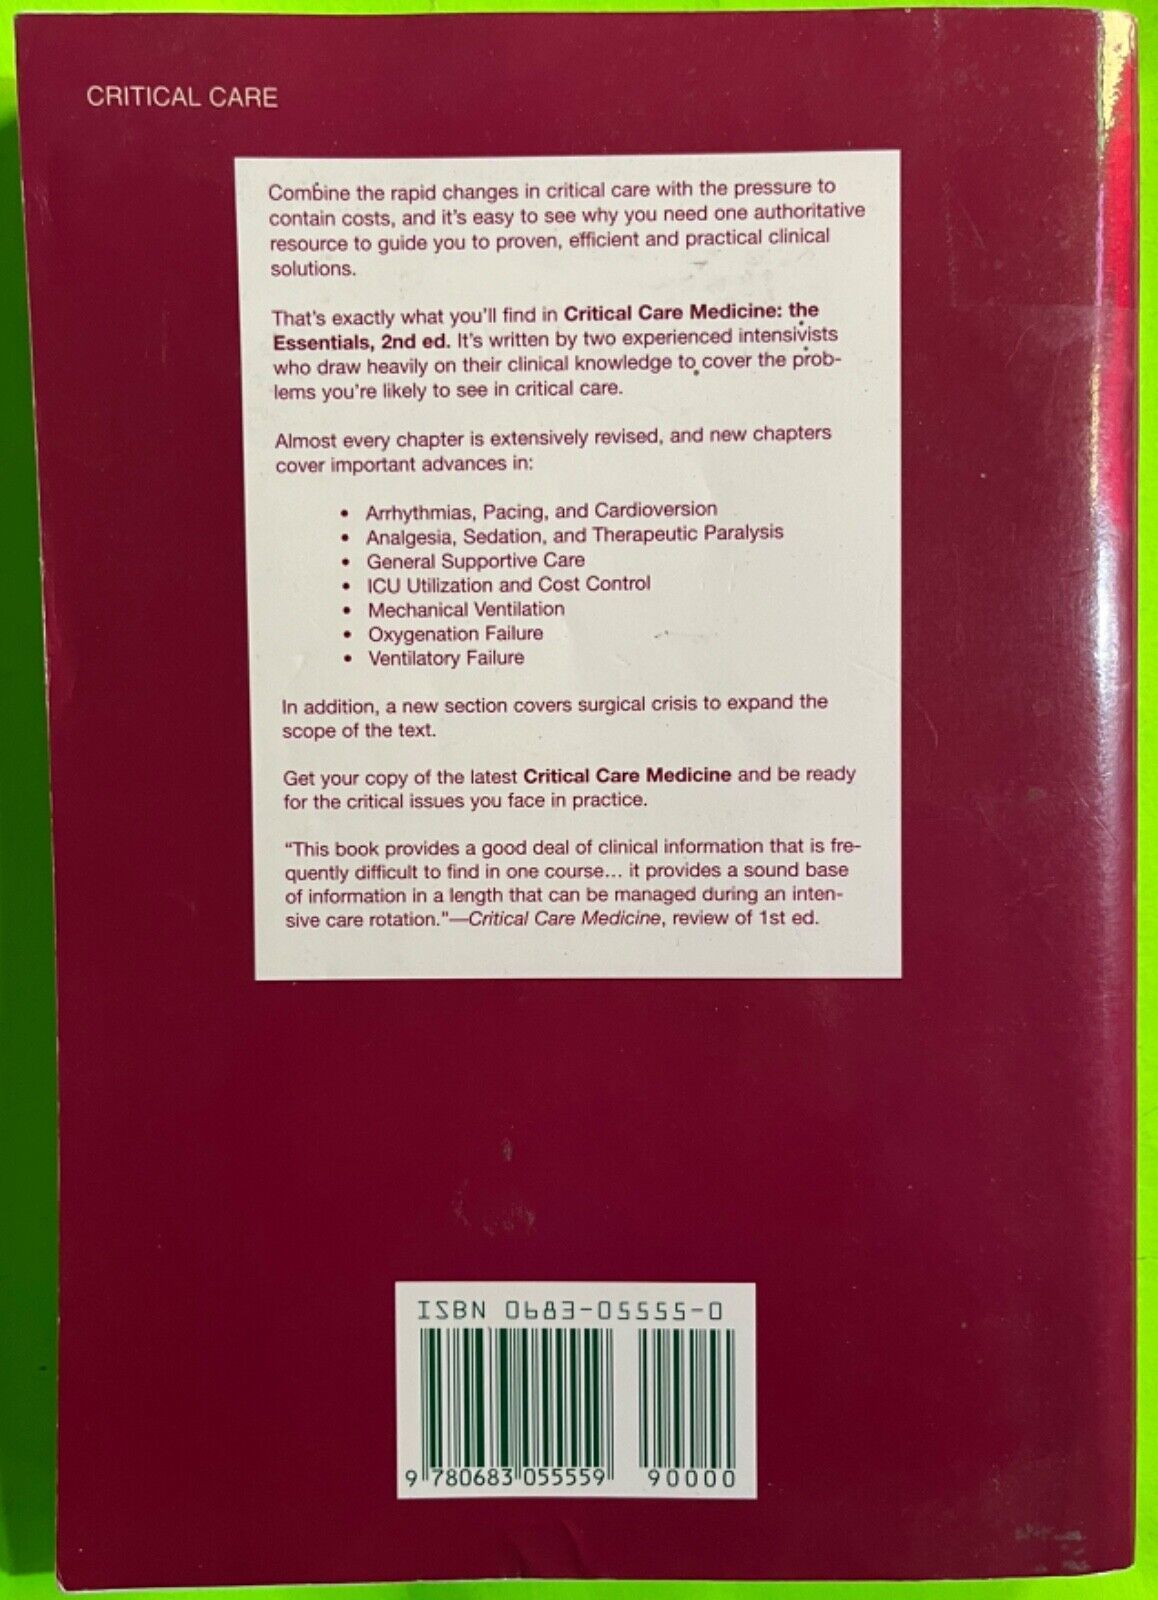 CRITICAL CARE
Combine the rapid changes in critical care with the pressure to
contain costs, and it's easy to see why you need one authoritative
resource to guide you to proven, efficient and practical clinical
solutions.
That's exactly what you'll find in Critical Care Medicine: the
Essentials, 2nd ed. It's written by two experienced intensivists
who draw heavily on their clinical knowledge to cover the prob-
lems you're likely to see in critical care.
Almost every chapter is extensively revised, and new chapters
cover important advances in:
• Arrhythmias, Pacing, and Cardioversion
• Analgesia, Sedation, and Therapeutic Paralysis
• General Supportive Care
• ICU Utilization and Cost Control
• Mechanical Ventilation
• Oxygenation Failure
• Ventilatory Failure
In addition, a new section covers surgical crisis to expand the
scope of the text.
Get your copy of the latest Critical Care Medicine and be ready
for the critical issues you face in practice.
“This book provides a good deal of clinical information that is fre-
quently difficult to find in one course... it provides a sound base
of information in a length that can be managed during an inten-
sive care rotation.”—Critical Care Medicine, review of 1st ed.
ISBN 0683-05555-0
9 780683 055559 90000